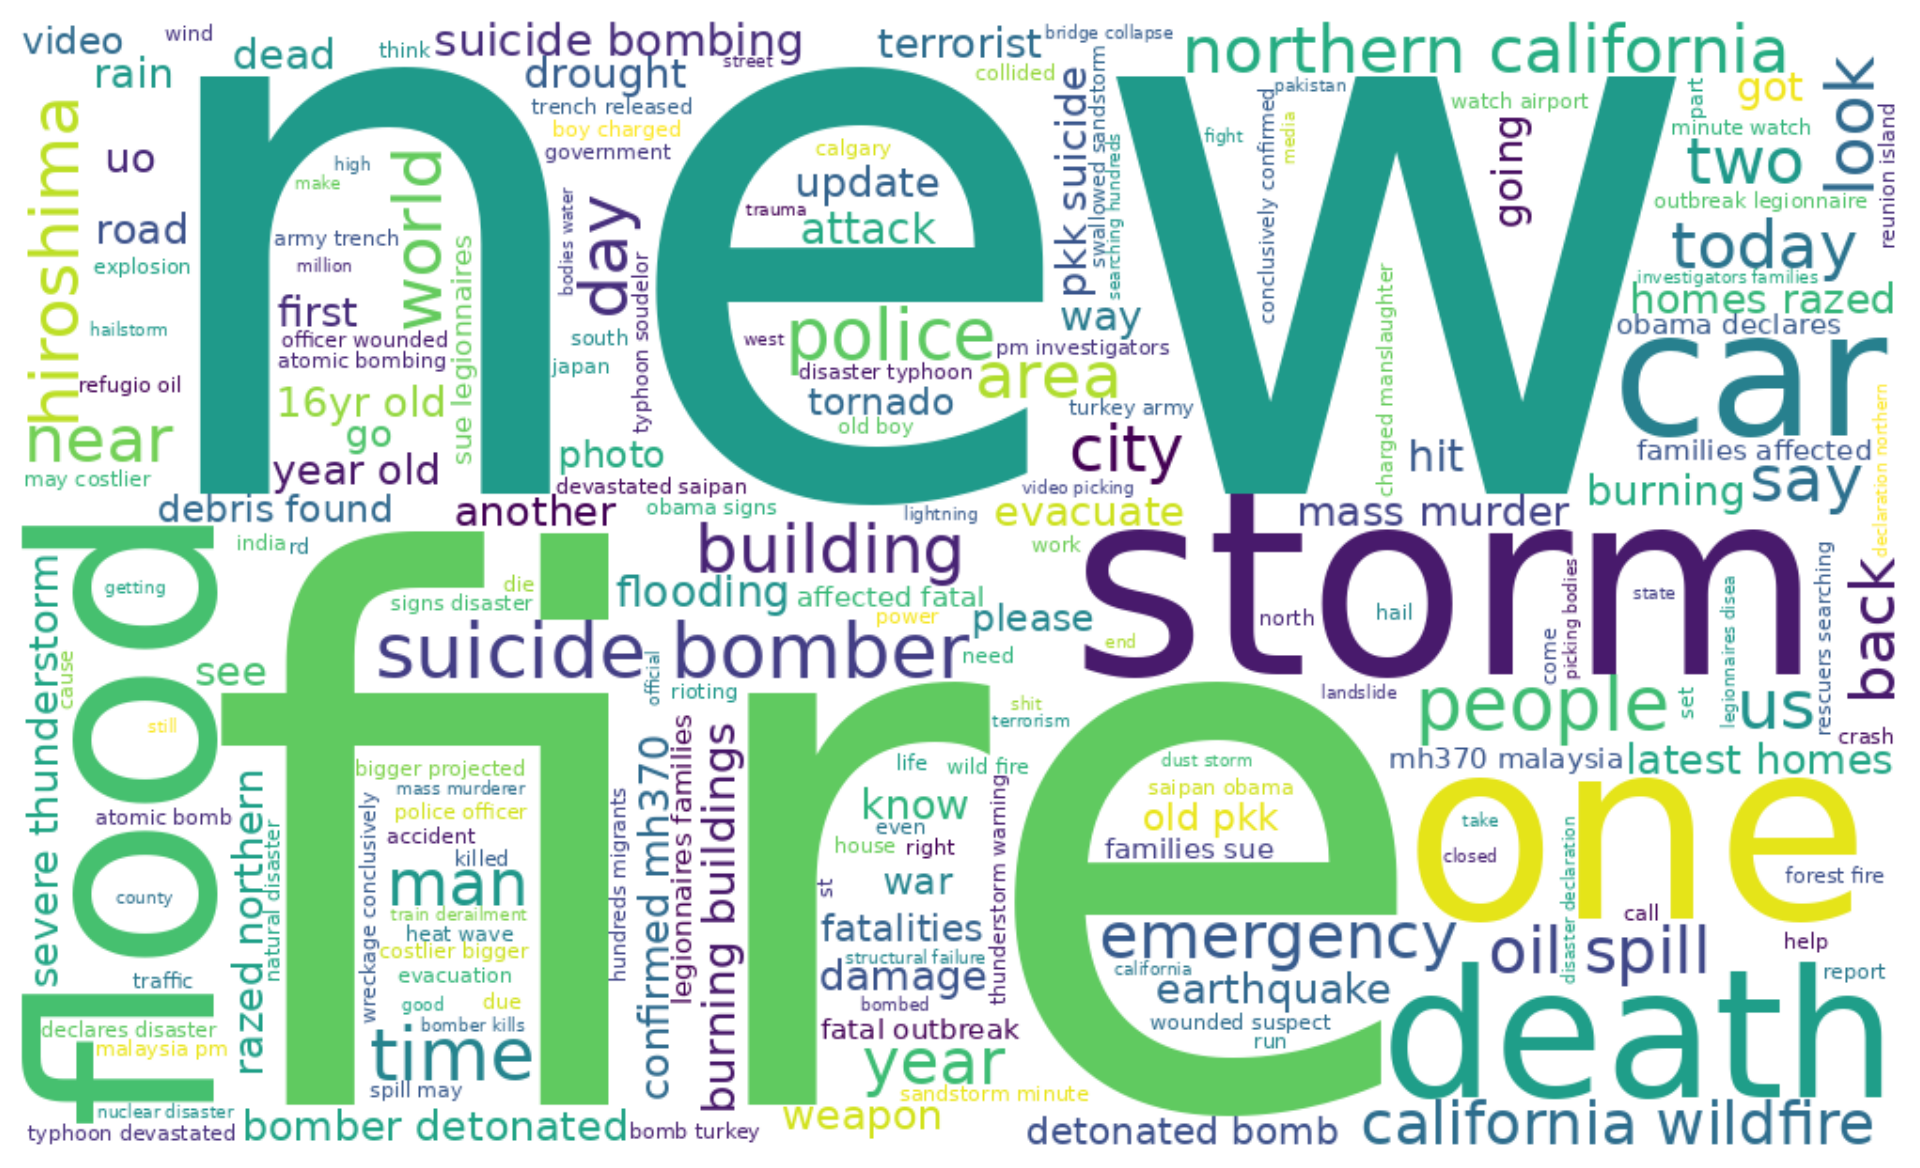 video
wind
dead
think
suicide bombing
street
terrorist
bridge collapse
northern california
rain
drought
collided
pakistan
watch airport
part
got
look
trench released
boy charged
government
hiroshima
uo
new
high
make
world
calgary
update
trauma
attack
pkk suicide
swallowed sandstorm
searching hundreds
fight
conclusively confirmed
media
going
minute watch
two
outbreak legionnaire
reunion island
today
investigators families
homes razed
obama declares
road
explosion
army trench
million
first
officer wounded
atomic bombing
sue legionnaires
bodies water
day
typhoon soudelor
south
japan
west
police
pm investigators
way
disaster typhoon
area
tornado
old boy
turkey army
city
charged manslaughter
hit
car
families affected
declaration northern
say
burning
hailstorm
refugio oil
near
may costlier
16yr old
go
year old
photo
devastated saipan
obama signs
video picking
lightning
evacuate
mass murder
debris found
another
india
rd
building
work
storm
flood
getting
severe thunderstorm
cause
still
see
die
signs disaster
flooding
affected fatal
power
please
end
north
hail
state
picking bodies
come
legionnaires disea
rescuers searching
back
suicide bomber
official
need
rioting
shit
terrorism
landslide
people
set
us
crash
fire
mh370 malaysia
latest homes
bigger projected
mass murderer
police officer
accident
killed
man
train derailment
heat wave
costlier bigger
evacuation
good
due
bomber kills
time
spill may
wreckage conclusively
hundreds migrants
confirmed mh370
legionnaires families
burning buildings
life
wild fire
know
even
house
right
st
war
fatalities
structural failure
damage
bombed
fatal outbreak
year
thunderstorm warming
dust storm
saipan obama
old pkk
families sue
one
take
closed
forest fire
call
help
disaster declaration
emergency
oil spill
california
earthquake
wounded suspect
run
report
death
atomic bomb
razed northern
natural disaster
county
traffic
declares disaster
malaysia pm
nuclear disaster
typhoon devastated
bomber detonated
bomb turkey
weapon
sandstorm minute
detonated bomb
california wildfire